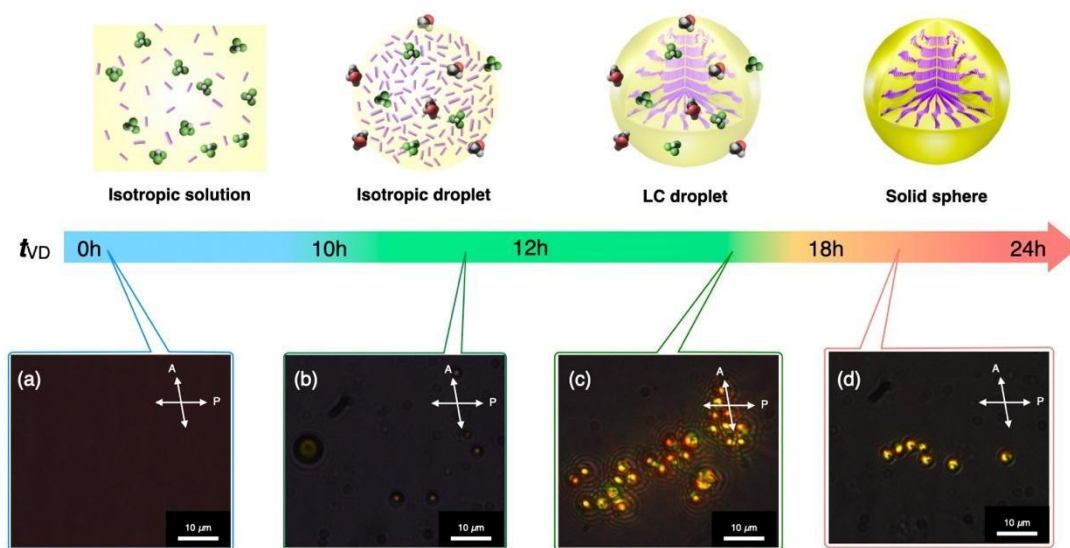 Isotropic solution
Isotropic droplet
LC droplet
Solid sphere
tVD
0h
10h
12h
18h
24h
(a)
A
P
10 µm
(b)
A
P
10 µm
(c)
A
P
10 µm
(d)
A
P
10 µm